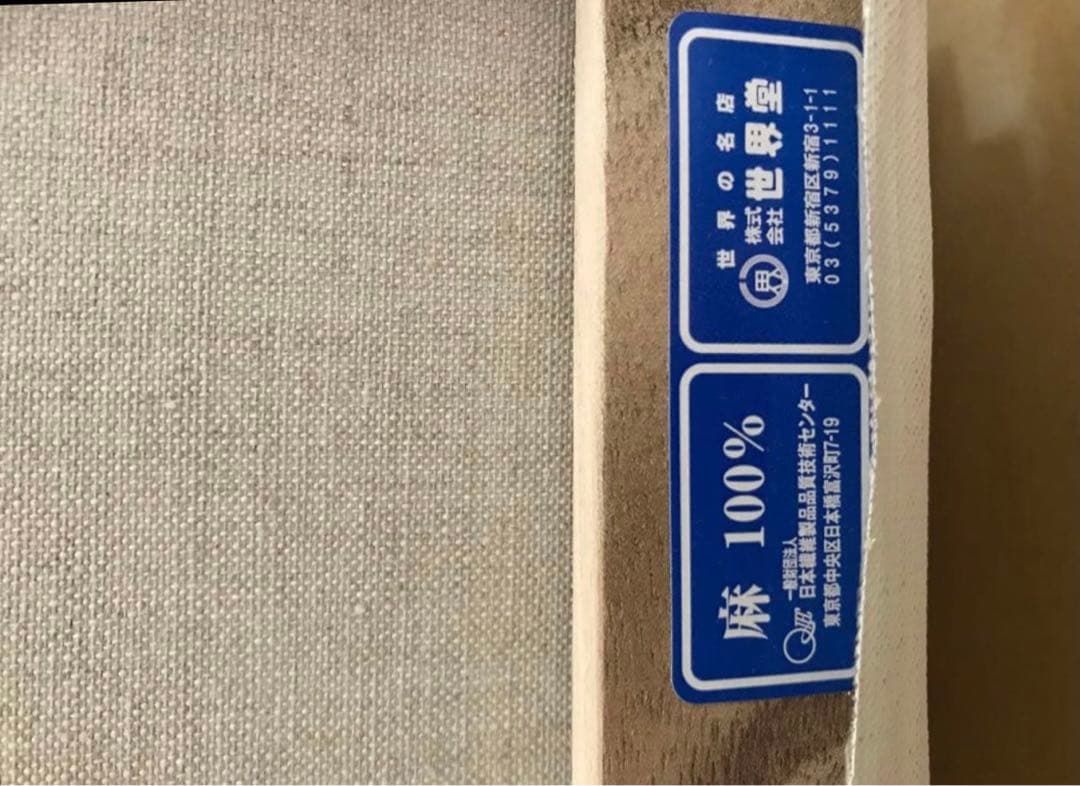 麻 100%
一般財団法人
QTEC 日本繊維製品品質技術センター
東京都中央区日本橋富沢町7-19
世界の名店
株式会社 世界堂
東京都新宿区新宿3-1-1
03(5379)1111